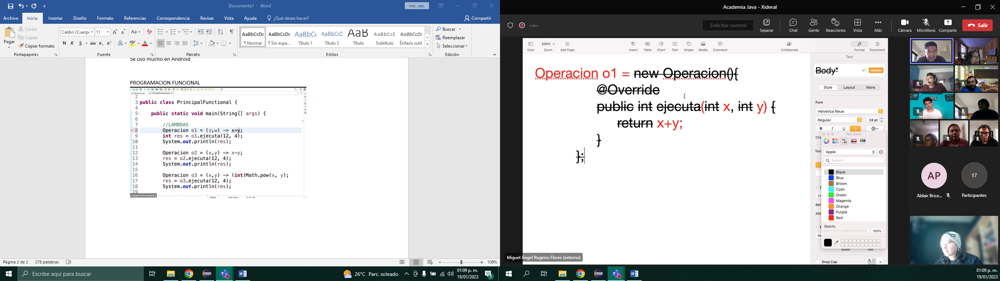 Documento1 - Word
Inic. ses.
Archivo Inicio Insertar Diseño Formato Referencias Correspondencia Revisar Vista Ayuda ¿Qué desea hacer? Compartir
Pegar
Cortar
Copiar
Copiar formato
Portapapeles
Calibri (Cuerpo 11
N K S abc
Fuente
Párrafo
AaBbCcDc AaBbCcDc AaBbCc AaBbCcD AaB AaBbCcD AaBbCcDc
¶ Normal ¶ Sin espa... Título 1 Título 2 Título Subtítulo Énfasis sutil
Estilos
Buscar
Reemplazar
Seleccionar
Edición
Se uso mucho en Android
PROGRAMACION FUNCIONAL
2
3 public class PrincipalFunctional {
4
5 public static void main(String[] args) {
6
7 //LAMBDAS
8 Operacion o1 = (z,w) -> x+y;
9 int res = o1.ejecuta(12, 4);
10 System.out.println(res);
11
12 Operacion o2 = (x,y) -> x-y;
13 res = o2.ejecuta(12, 4);
14 System.out.println(res);
15
16 Operacion o3 = (x,y) -> (int)Math.pow(x, y);
17 res = o3.ejecuta(12, 4);
18 System.out.println(res);
19
Página 2 de 2 278 palabras
108%
Escribe aquí para buscar
26°C Parc. soleado
01:09 p. m.
19/01/2023
5
Academia Java - Xideral
--:--
Solicitar control
Separar Chat Gente Reacciones Vista Más Cámara Micrófono Comparte Salir
200%
View Zoom Add Page Insert Table Chart Text Shape Media Comment Collaborate Format Document
Operacion o1 = new Operacion(){
@Override
public int ejecuta(int x, int y) {
return x+y;
}
};
Text
Body* Update
Style Layout More
Font
Helvetica Neue
Regular 24 pt
B I U S
Text Color
Apple
Search
Black
Blue
Brown
Cyan
Green
Magenta
Orange
Purple
Red
Opacity
100%
Bullet Text
Drop Cap
Miguel Ángel Rugerio Flores (externo)
AP
Aldair Brice...
17
Participantes
01:09 p. m.
19/01/2023